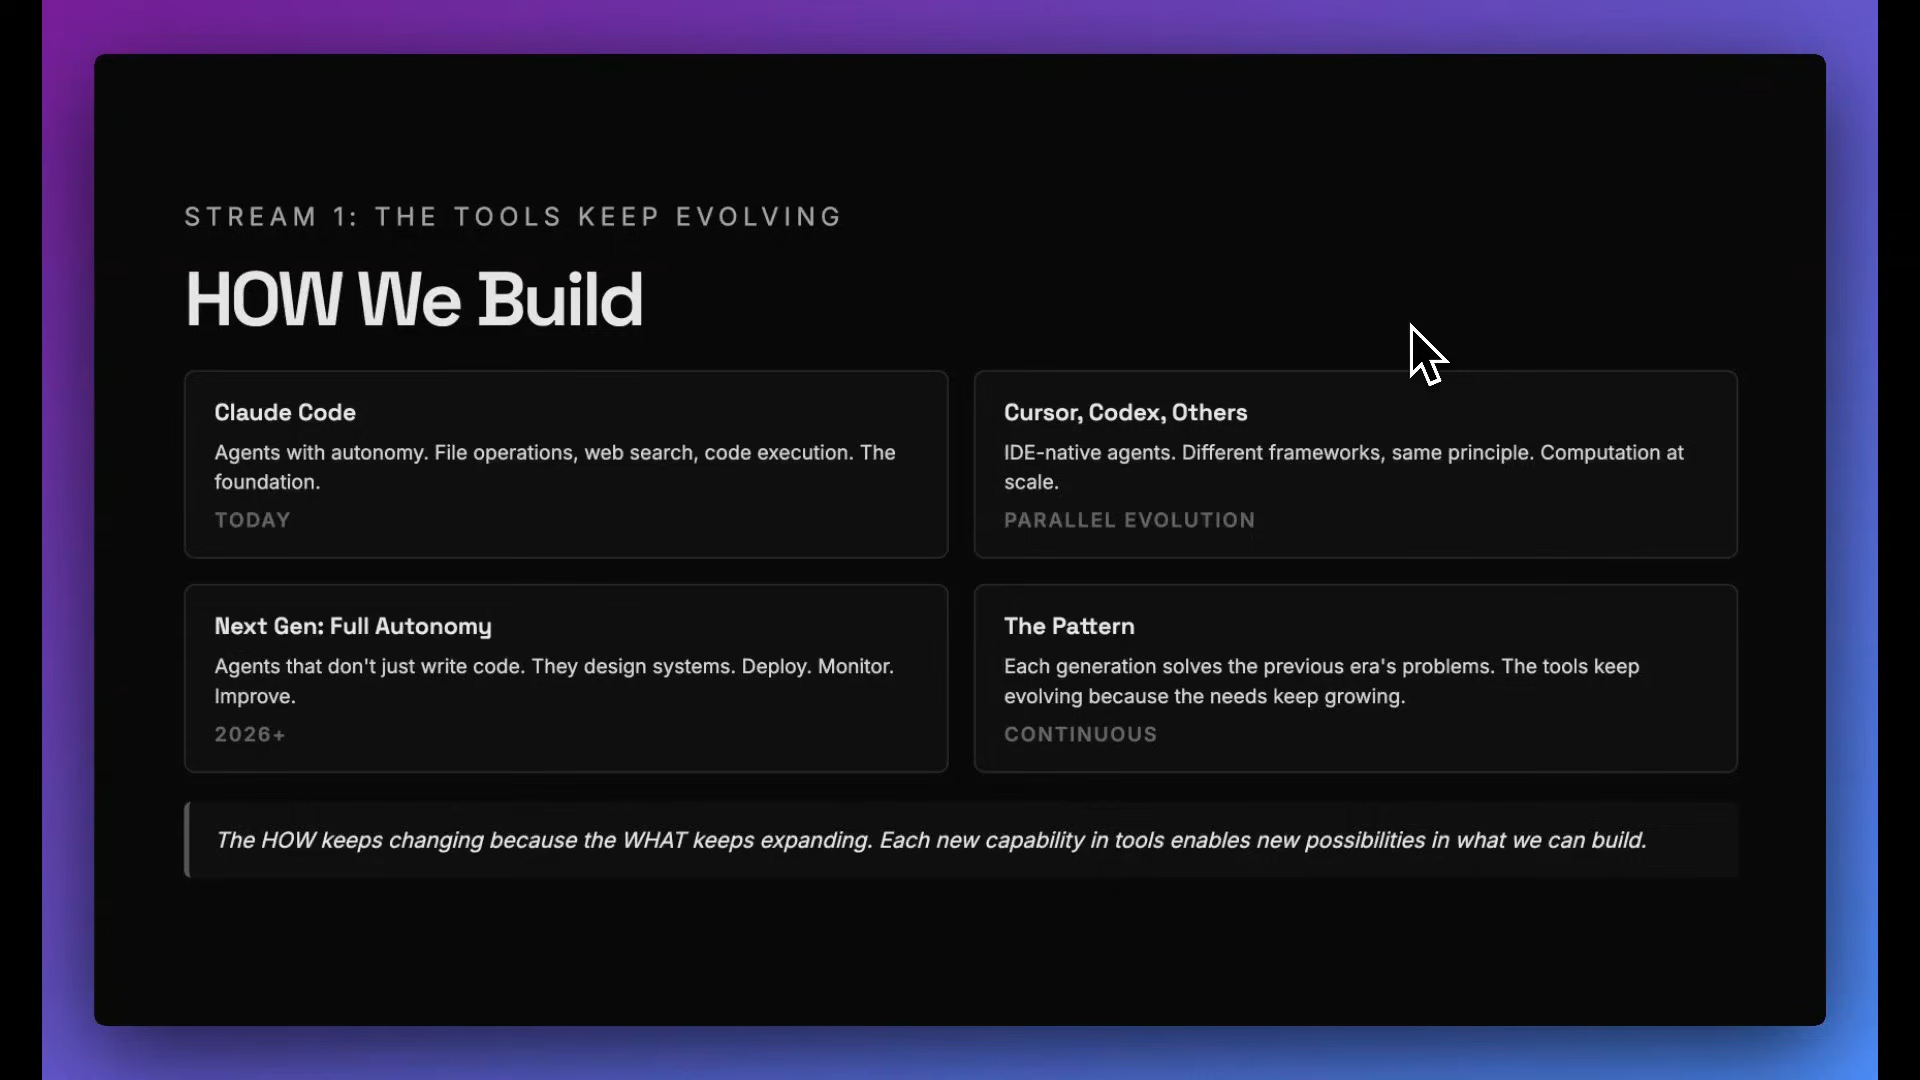 STREAM 1: THE TOOLS KEEP EVOLVING
HOW We Build
Claude Code
Agents with autonomy. File operations, web search, code execution. The
foundation.
TODAY
Cursor, Codex, Others
IDE-native agents. Different frameworks, same principle. Computation at
scale.
PARALLEL EVOLUTION
Next Gen: Full Autonomy
Agents that don't just write code. They design systems. Deploy. Monitor.
Improve.
2026+
The Pattern
Each generation solves the previous era's problems. The tools keep
evolving because the needs keep growing.
CONTINUOUS
The HOW keeps changing because the WHAT keeps expanding. Each new capability in tools enables new possibilities in what we can build.